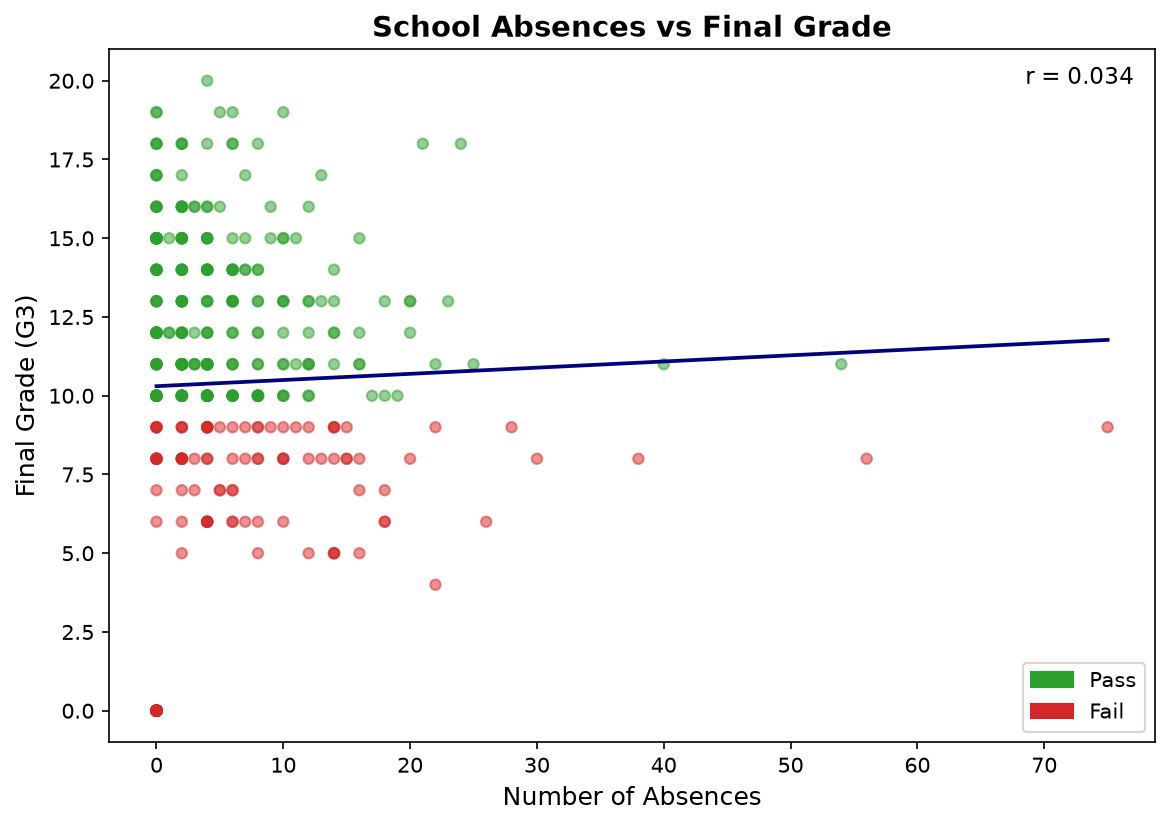 School Absences vs Final Grade
r = 0.034
Final Grade (G3)
20.0
17.5
15.0
12.5
10.0
7.5
5.0
2.5
0.0
Pass
Fail
0 10 20 30 40 50 60 70
Number of Absences